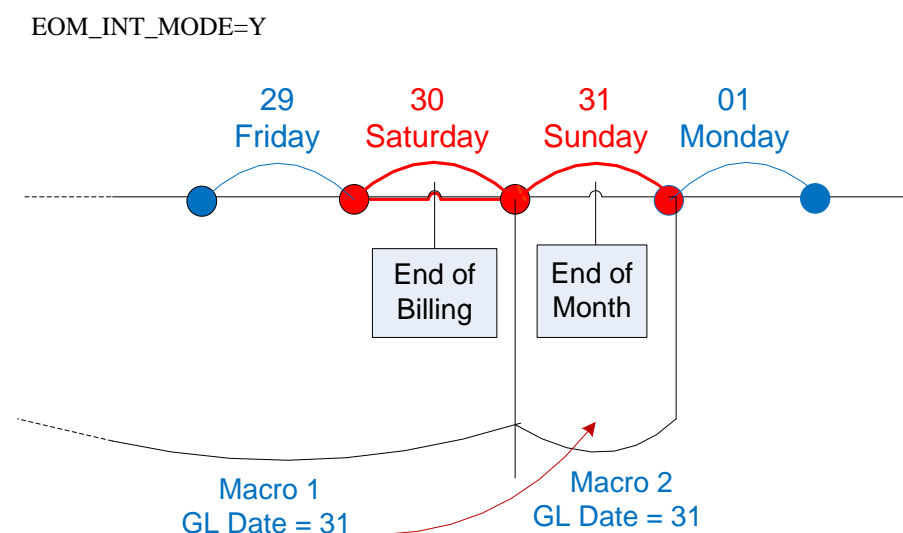 EOM_INT_MODE=Y
29
Friday
30
Saturday
31
Sunday
01
Monday
End of
Billing
End of
Month
Macro 1
GL Date = 31
Macro 2
GL Date = 31